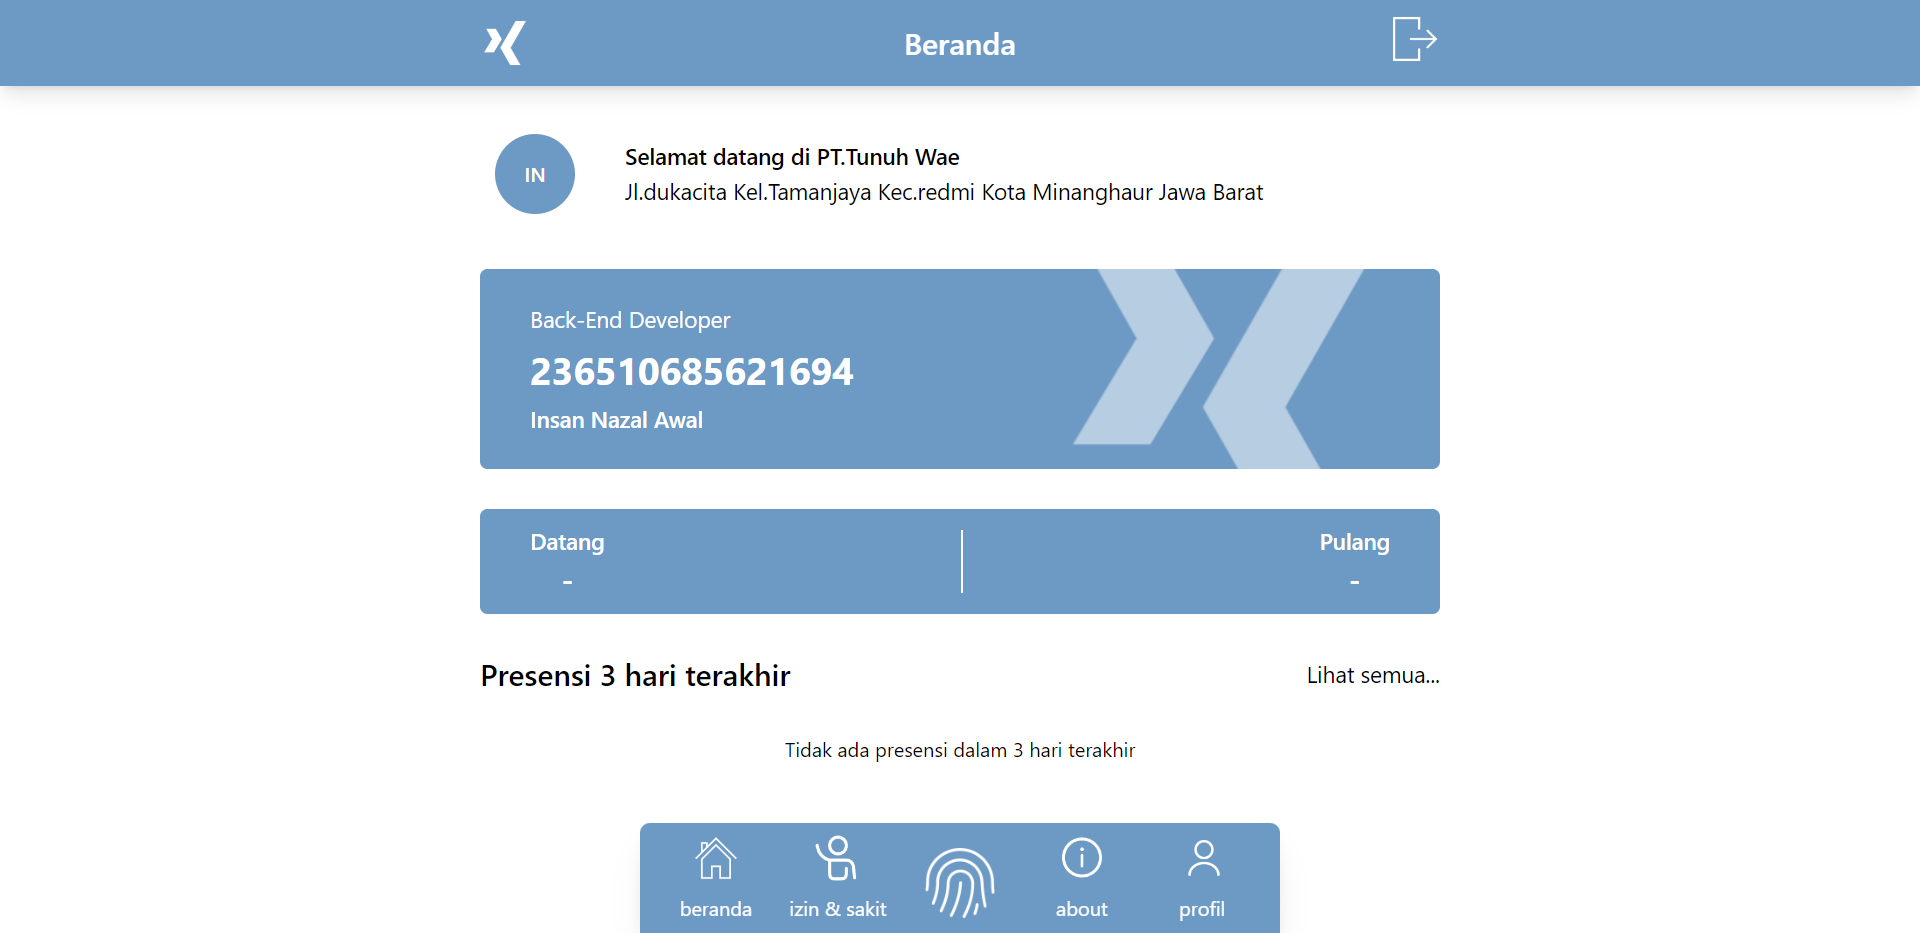 Beranda
IN
Selamat datang di PT.Tunuh Wae
Jl.dukacita Kel.Tamanjaya Kec.redmi Kota Minanghaur Jawa Barat
Back-End Developer
236510685621694
Insan Nazal Awal
Datang
Pulang
-
-
Presensi 3 hari terakhir
Lihat semua...
Tidak ada presensi dalam 3 hari terakhir
beranda
izin & sakit
about
profil